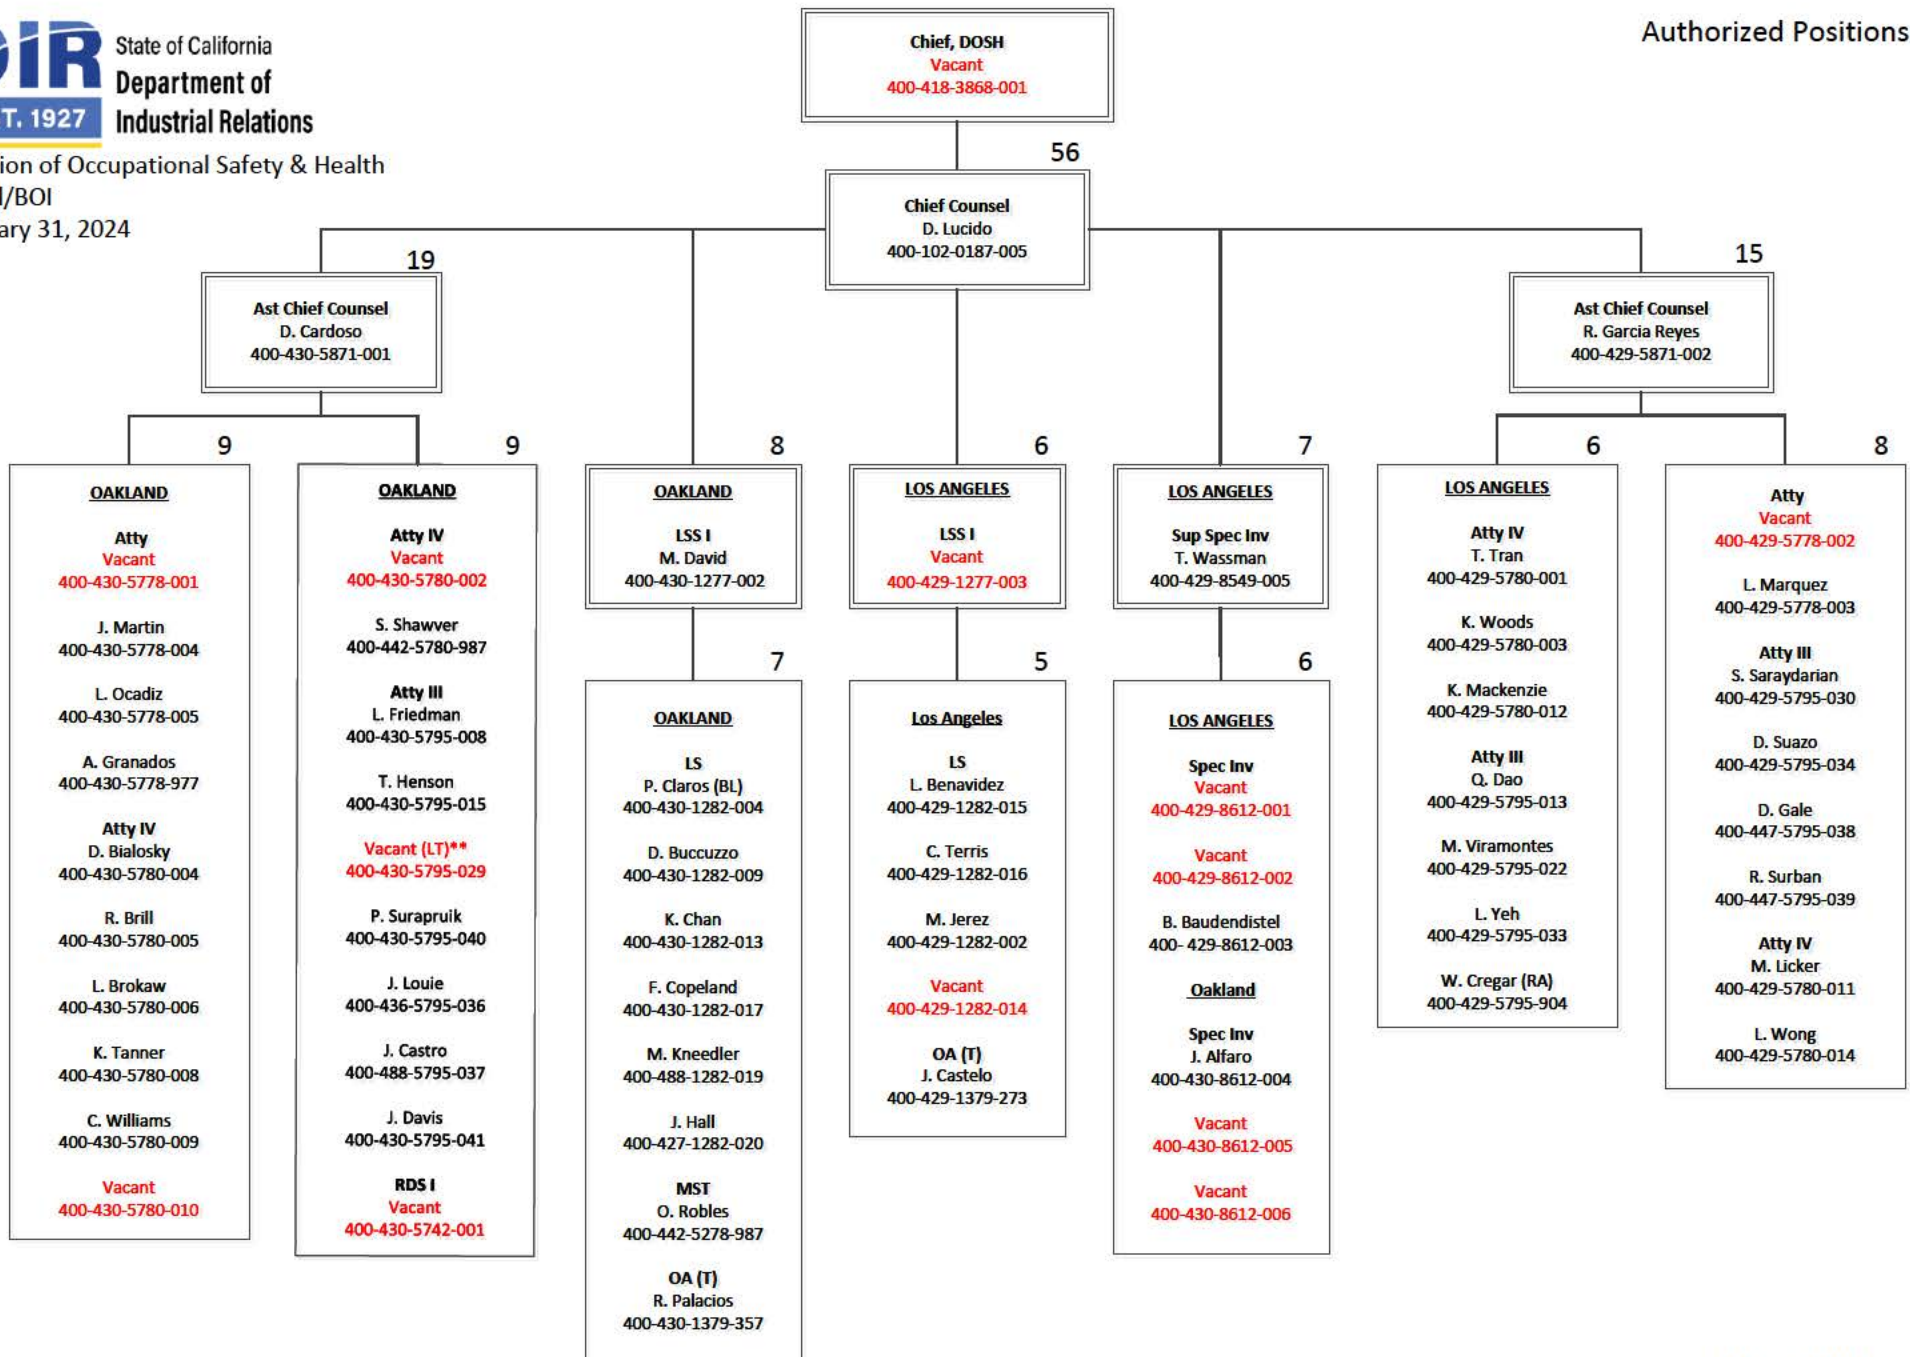 State of California
Department of
Industrial Relations
T. 1927
ion of Occupational Safety & Health
/BOI
ary 31, 2024
Authorized Positions
Chief, DOSH
Vacant
400-418-3868-001
56
Chief Counsel
D. Lucido
400-102-0187-005
19
Ast Chief Counsel
D. Cardoso
400-430-5871-001
15
Ast Chief Counsel
R. Garcia Reyes
400-429-5871-002
9
OAKLAND
Atty
Vacant
400-430-5778-001
J. Martin
400-430-5778-004
L. Ocadiz
400-430-5778-005
A. Granados
400-430-5778-977
Atty IV
D. Bialosky
400-430-5780-004
R. Brill
400-430-5780-005
L. Brokaw
400-430-5780-006
K. Tanner
400-430-5780-008
C. Williams
400-430-5780-009
Vacant
400-430-5780-010
9
OAKLAND
Atty IV
Vacant
400-430-5780-002
S. Shawver
400-442-5780-987
Atty III
L. Friedman
400-430-5795-008
T. Henson
400-430-5795-015
Vacant (LT)**
400-430-5795-029
P. Surapruik
400-430-5795-040
J. Louie
400-436-5795-036
J. Castro
400-488-5795-037
J. Davis
400-430-5795-041
RDS I
Vacant
400-430-5742-001
8
OAKLAND
LSS I
M. David
400-430-1277-002
7
OAKLAND
LS
P. Claros (BL)
400-430-1282-004
D. Buccuzzo
400-430-1282-009
K. Chan
400-430-1282-013
F. Copeland
400-430-1282-017
M. Kneedler
400-488-1282-019
J. Hall
400-427-1282-020
MST
O. Robles
400-442-5278-987
OA (T)
R. Palacios
400-430-1379-357
6
LOS ANGELES
LSS I
Vacant
400-429-1277-003
5
Los Angeles
LS
L. Benavidez
400-429-1282-015
C. Terris
400-429-1282-016
M. Jerez
400-429-1282-002
Vacant
400-429-1282-014
OA (T)
J. Castelo
400-429-1379-273
7
LOS ANGELES
Sup Spec Inv
T. Wassman
400-429-8549-005
6
LOS ANGELES
Spec Inv
Vacant
400-429-8612-001
Vacant
400-429-8612-002
B. Baudendistel
400- 429-8612-003
Oakland
Spec Inv
J. Alfaro
400-430-8612-004
Vacant
400-430-8612-005
Vacant
400-430-8612-006
6
LOS ANGELES
Atty IV
T. Tran
400-429-5780-001
K. Woods
400-429-5780-003
K. Mackenzie
400-429-5780-012
Atty III
Q. Dao
400-429-5795-013
M. Viramontes
400-429-5795-022
L. Yeh
400-429-5795-033
W. Cregar (RA)
400-429-5795-904
8
Atty
Vacant
400-429-5778-002
L. Marquez
400-429-5778-003
Atty III
S. Saraydarian
400-429-5795-030
D. Suazo
400-429-5795-034
D. Gale
400-447-5795-038
R. Surban
400-447-5795-039
Atty IV
M. Licker
400-429-5780-011
L. Wong
400-429-5780-014